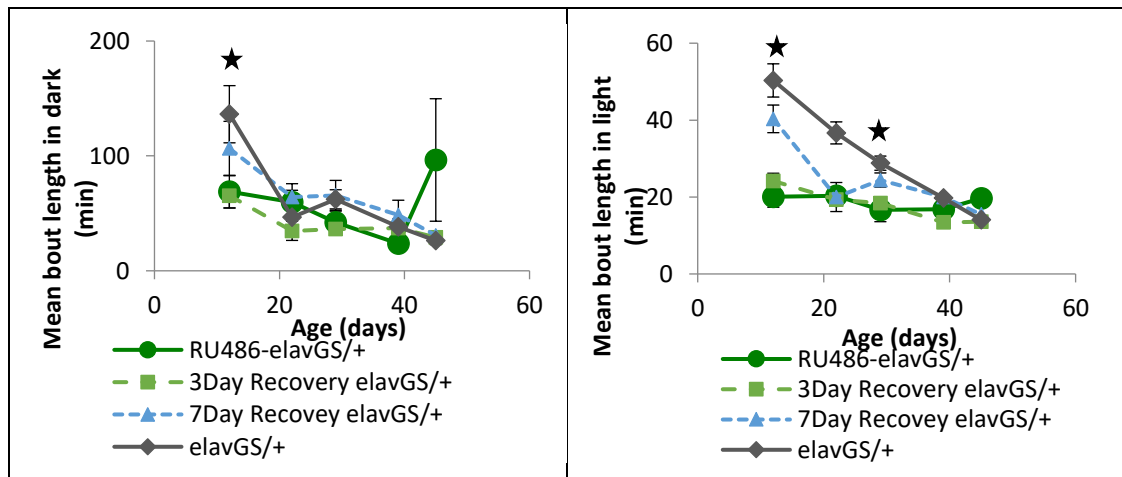 Mean bout length in dark
(min)
200
100
0
0
20
40
60
Age (days)
RU486-elavGS/+
3Day Recovery elavGS/+
7Day Recovey elavGS/+
elavGS/+
Mean bout length in light
(min)
60
40
20
0
0
20
40
60
Age (days)
RU486-elavGS/+
3Day Recovery elavGS/+
7Day Recovey elavGS/+
elavGS/+